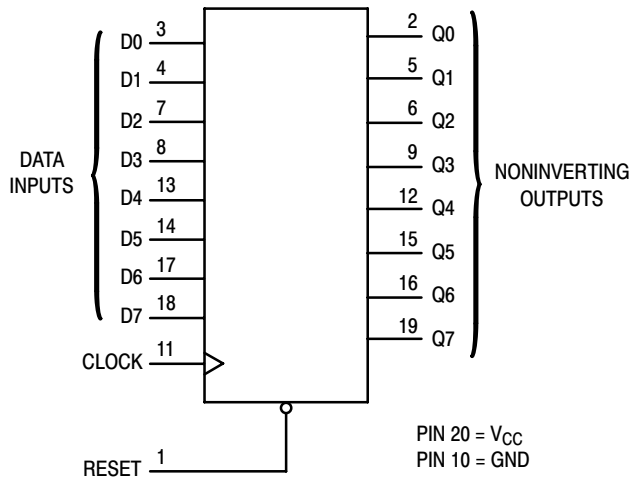 D0 3
D1 4
D2 7
D3 8
D4 13
D5 14
D6 17
D7 18
DATA
INPUTS
CLOCK 11
RESET 1
2 Q0
5 Q1
6 Q2
9 Q3
12 Q4
15 Q5
16 Q6
19 Q7
NONINVERTING
OUTPUTS
PIN 20 = VCC
PIN 10 = GND